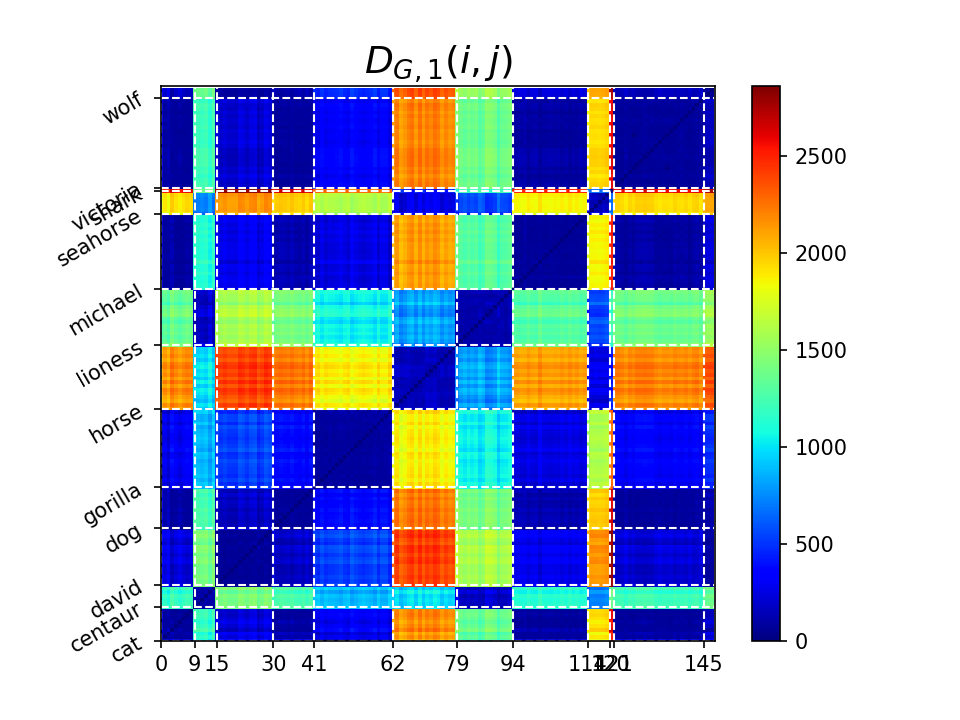 D_{G,1}(i,j)
wolf
victoria
shark
seahorse
michael
lioness
horse
gorilla
dog
david
centaur
cat
0 9 15 30 41 62 79 94 145
2500
2000
1500
1000
500
0